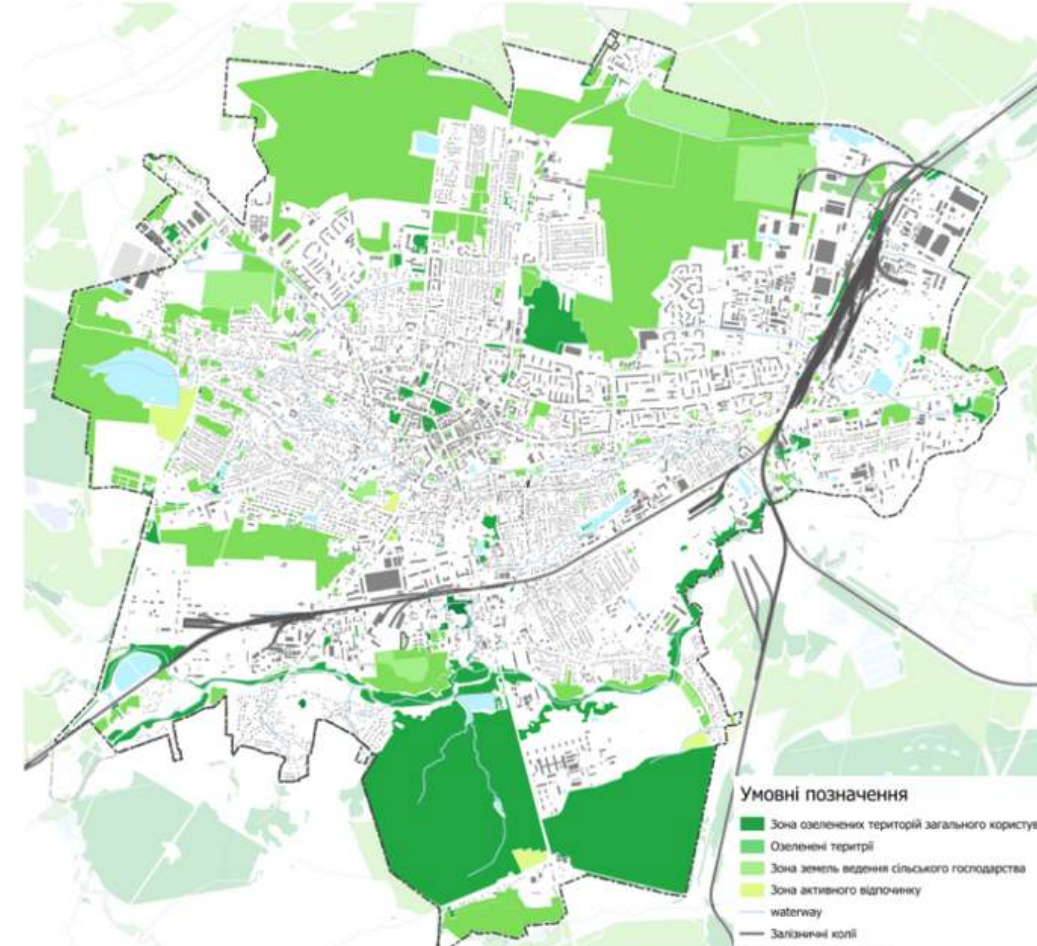 Умовні позначення
Зона озеленених територій загального користув
Озеленені теритрії
Зона земель ведення сільського господарства
Зона активного відпочинку
waterway
Залізничні колії